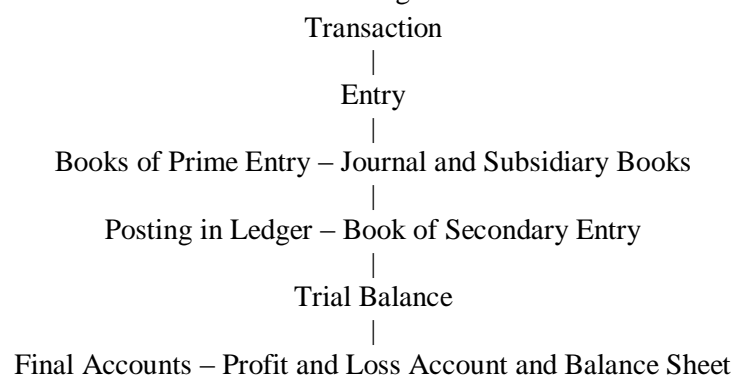 Transaction
|
Entry
|
Books of Prime Entry – Journal and Subsidiary Books
|
Posting in Ledger – Book of Secondary Entry
|
Trial Balance
|
Final Accounts – Profit and Loss Account and Balance Sheet